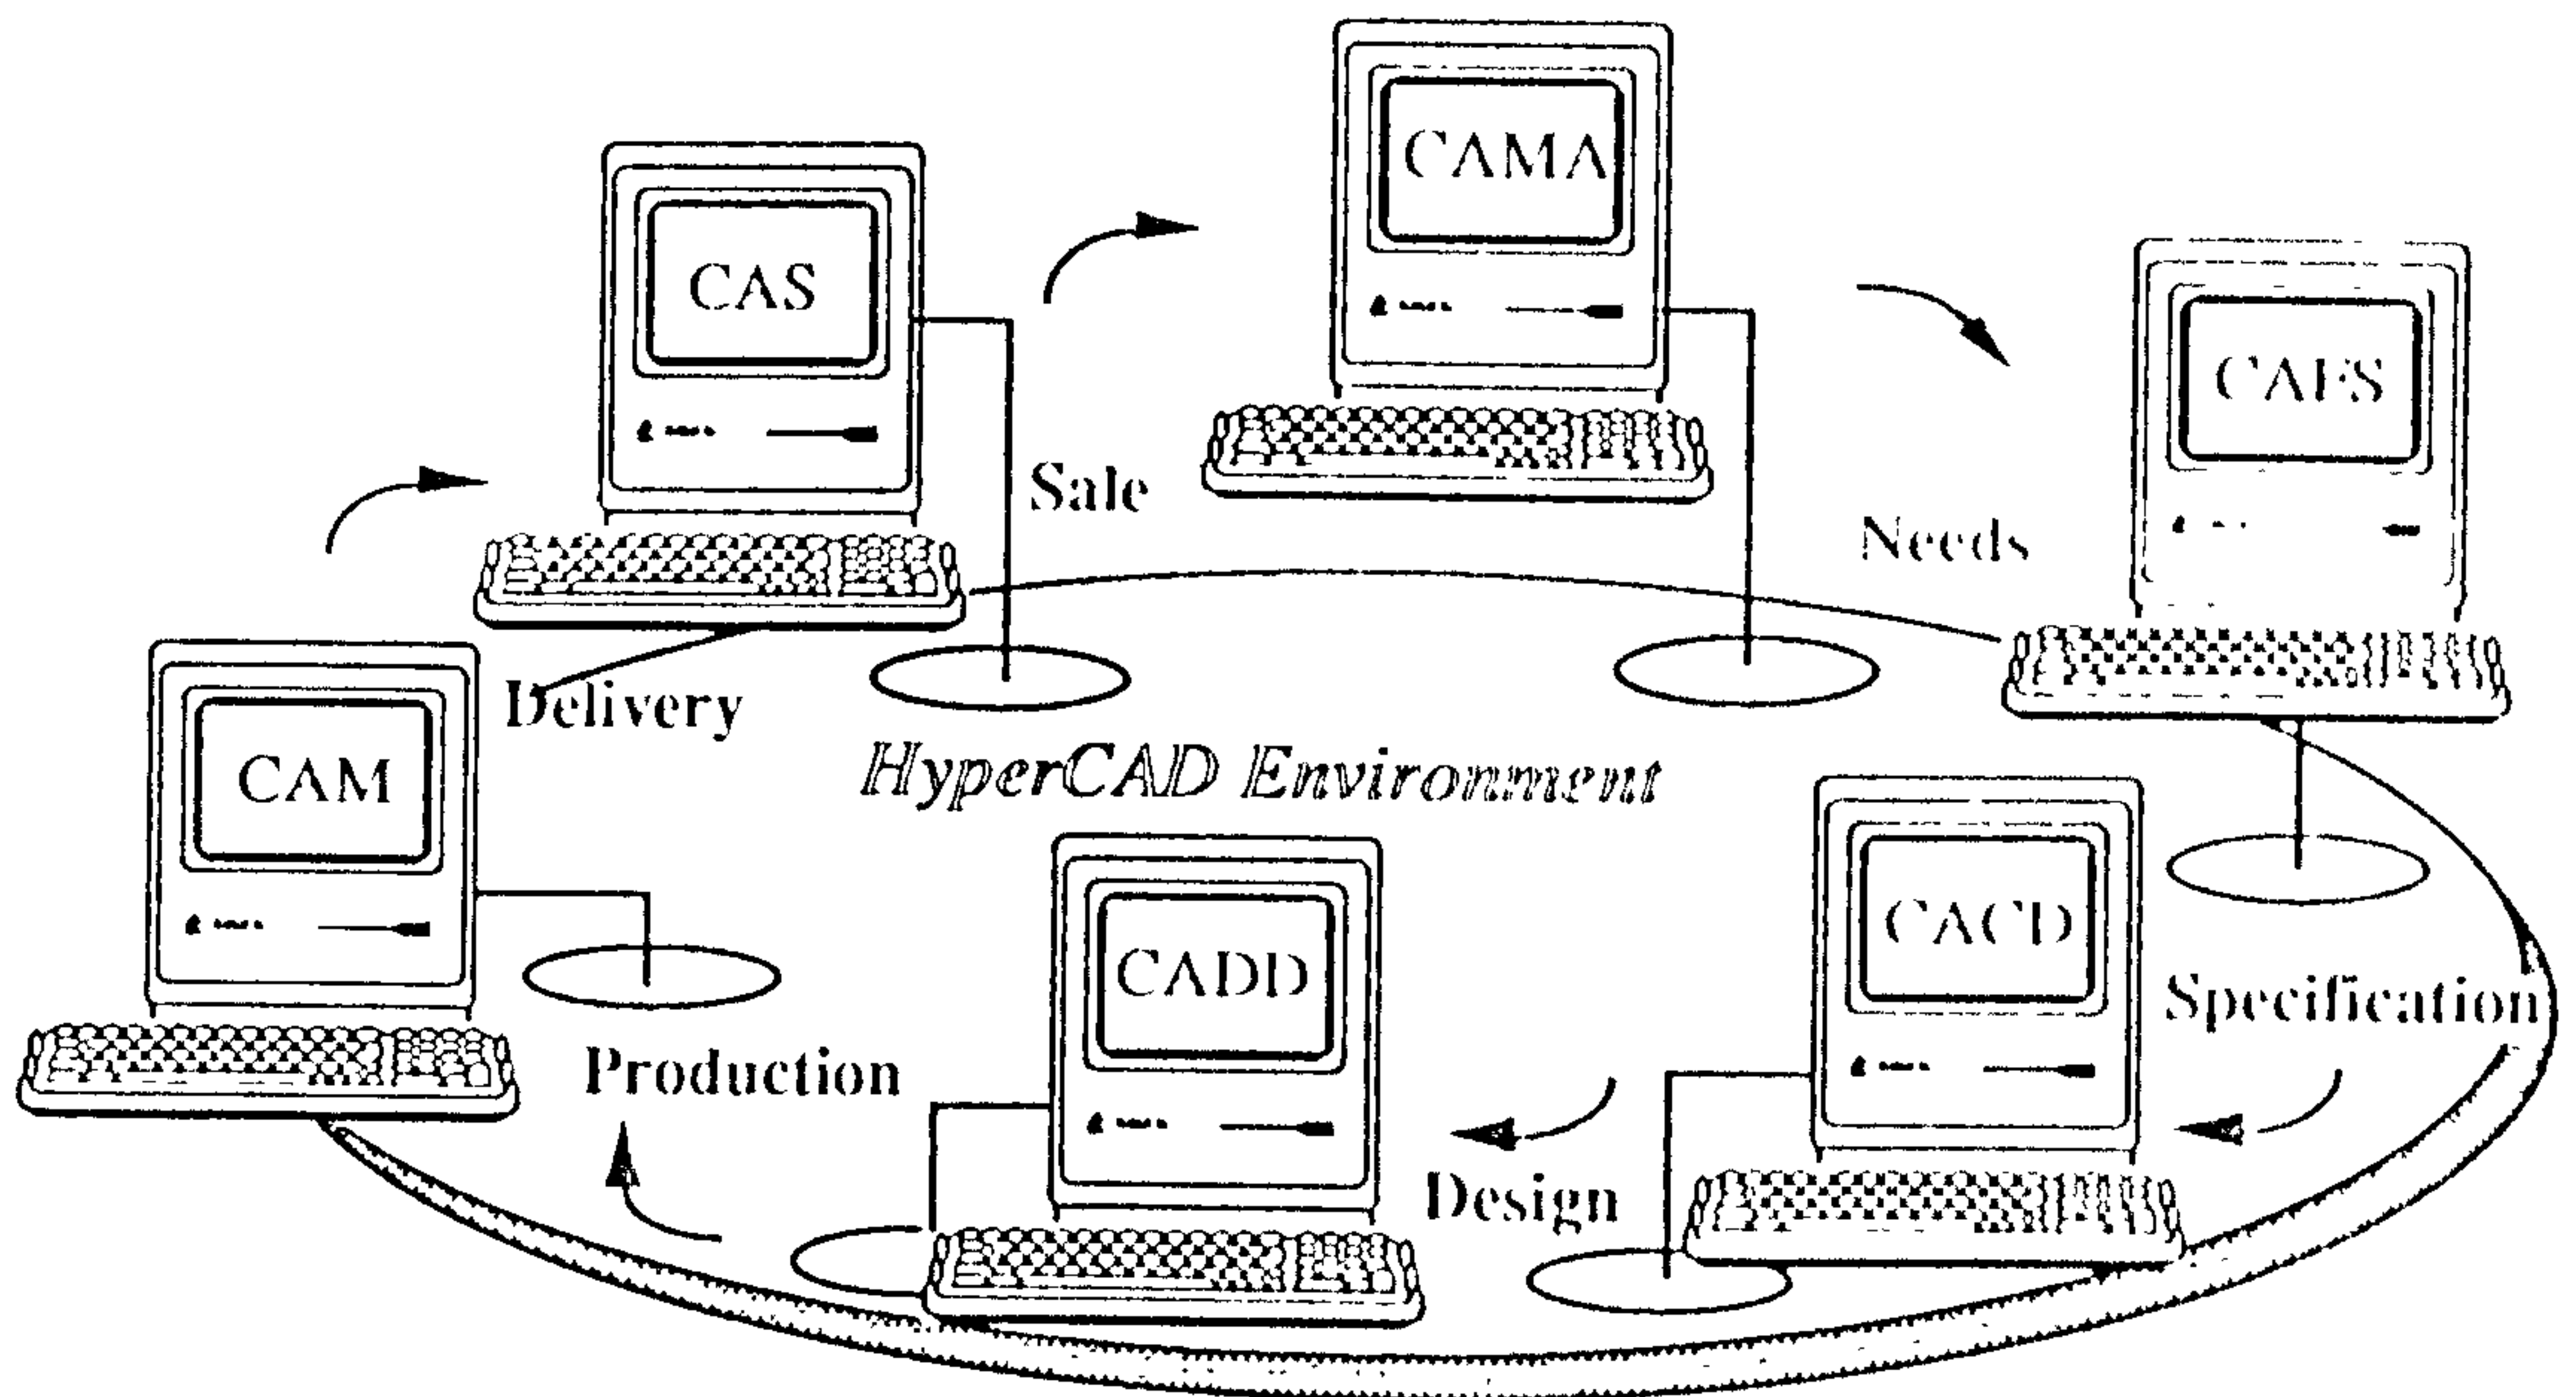 CAMA
CAS
CAFS
Sale
Needs
Delivery
CAM
HyperCAD Environment
CADD
CACD
Specification
Production
Design